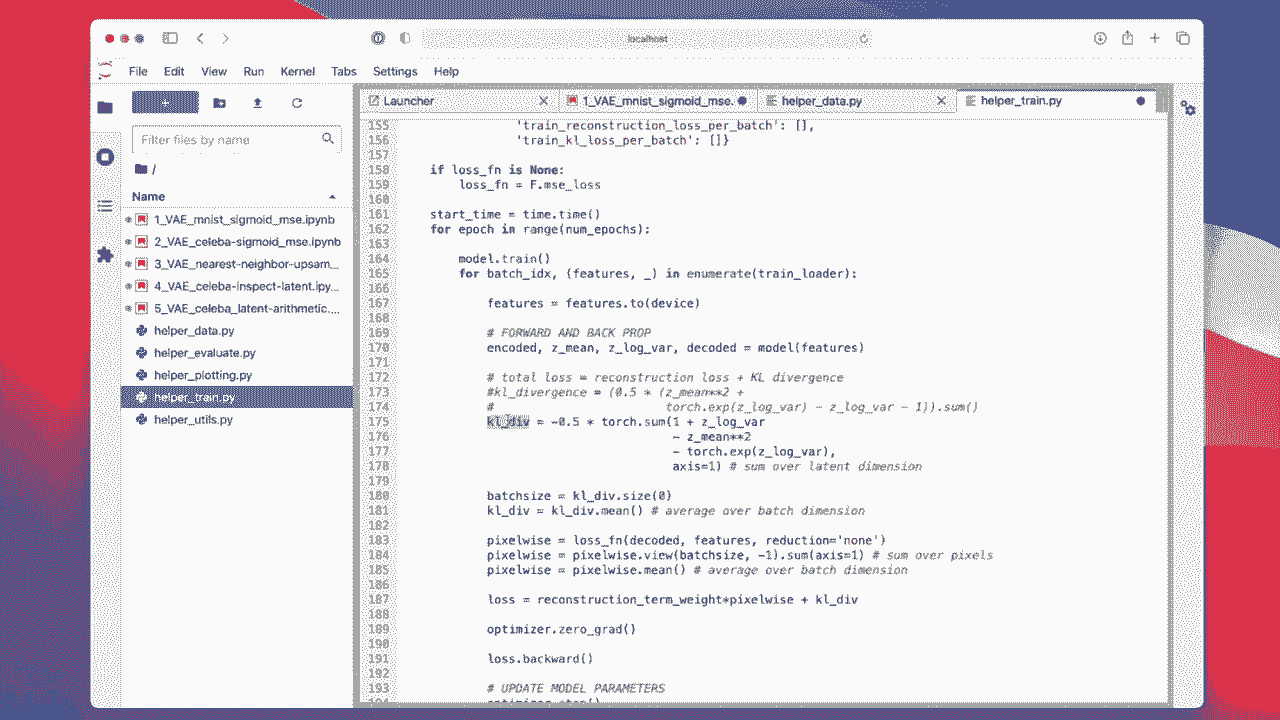 localhost
File Edit View Run Kernel Tabs Settings Help
+
Filter files by name
/
Name
1_VAE_mnist_sigmoid_mse.ipynb
2_VAE_celeba-sigmoid_mse.ipynb
3_VAE_nearest-neighbor-upsam...
4_VAE_celeba-inspect-latent.ipy...
5_VAE_celeba_latent-arithmetic....
helper_data.py
helper_evaluate.py
helper_plotting.py
helper_train.py
helper_utils.py
Launcher 1_VAE_mnist_sigmoid_mse. helper_data.py helper_train.py
155 'train_reconstruction_loss_per_batch': [],
156 'train_kl_loss_per_batch': []}
157
158 if loss_fn is None:
159 loss_fn = F.mse_loss
160
161 start_time = time.time()
162 for epoch in range(num_epochs):
163
164 model.train()
165 for batch_idx, (features, _) in enumerate(train_loader):
166
167 features = features.to(device)
168
169 # FORWARD AND BACK PROP
170 encoded, z_mean, z_log_var, decoded = model(features)
171
172 # total loss = reconstruction loss + KL divergence
173 #kl_divergence = (0.5 * (z_mean**2 +
174 # torch.exp(z_log_var) - z_log_var - 1)).sum()
175 kl_div = -0.5 * torch.sum(1 + z_log_var
176 - z_mean**2
177 - torch.exp(z_log_var),
178 axis=1) # sum over latent dimension
179
180 batchsize = kl_div.size(0)
181 kl_div = kl_div.mean() # average over batch dimension
182
183 pixelwise = loss_fn(decoded, features, reduction='none')
184 pixelwise = pixelwise.view(batchsize, -1).sum(axis=1) # sum over pixels
185 pixelwise = pixelwise.mean() # average over batch dimension
186
187 loss = reconstruction_term_weight*pixelwise + kl_div
188
189 optimizer.zero_grad()
190
191 loss.backward()
192
193 # UPDATE MODEL PARAMETERS